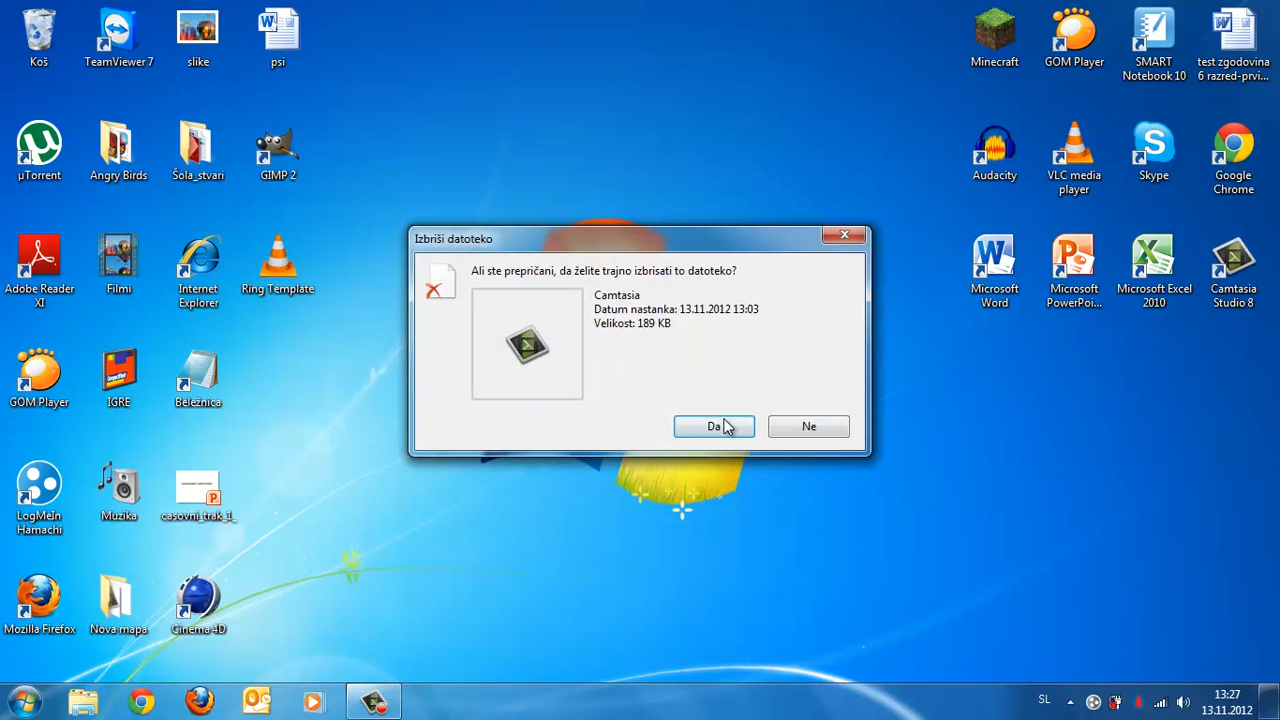 Koš
TeamViewer 7
slike
psi
Minecraft
GOM Player
SMART
Notebook 10
test zgodovina
6 razred-prvi...
µTorrent
Angry Birds
Šola_stvari
GIMP 2
Audacity
VLC media
player
Skype
Google
Chrome
Izbriši datoteko
Ali ste prepričani, da želite trajno izbrisati to datoteko?
Camtasia
Datum nastanka: 13.11.2012 13:03
Velikost: 189 KB
Da
Ne
Adobe Reader
XI
Filmi
Internet
Explorer
Ring Template
Microsoft
Word
Microsoft
PowerPoi...
Microsoft Excel
2010
Camtasia
Studio 8
GOM Player
IGRE
Beležnica
LogMeIn
Hamachi
Muzika
casovni_trak_1_
Mozilla Firefox
Nova mapa
Cinema 4D
SL
13:27
13.11.2012